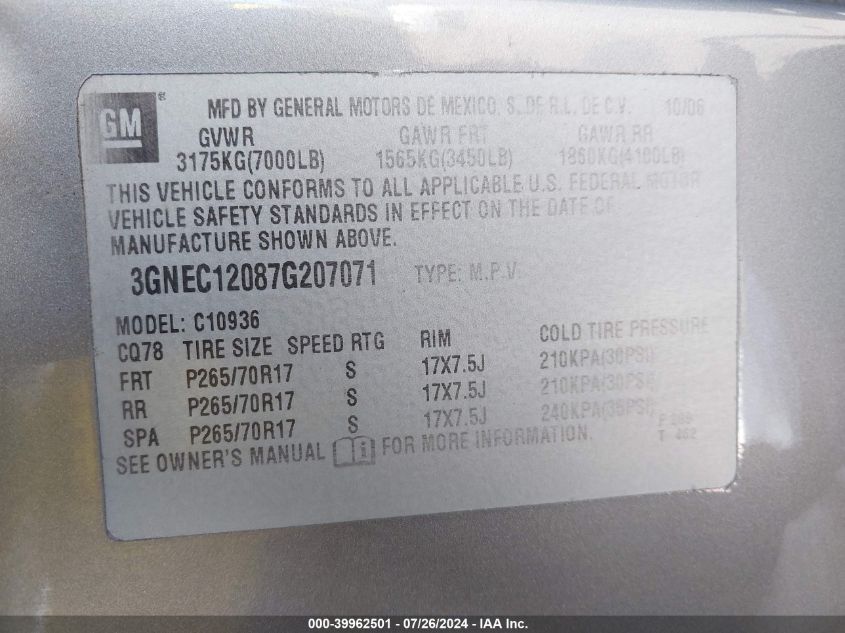 GM ® MFD BY GENERAL MOTORS DE MEXICO, S. DE R.L. DE C.V. 10/06
GVWR GAWR FRT GAWR RR
3175KG(7000LB) 1565KG(3450LB) 1860KG(4100LB)
THIS VEHICLE CONFORMS TO ALL APPLICABLE U.S. FEDERAL MOTOR
VEHICLE SAFETY STANDARDS IN EFFECT ON THE DATE OF
MANUFACTURE SHOWN ABOVE.
3GNEC12087G207071 TYPE: M.P.V.
MODEL: C10936
CQ78 TIRE SIZE SPEED RTG RIM COLD TIRE PRESSURE
FRT P265/70R17 S 17X7.5J 210KPA(30PSI)
RR P265/70R17 S 17X7.5J 210KPA(30PSI)
SPA P265/70R17 S 17X7.5J 240KPA(35PSI)
SEE OWNER'S MANUAL i FOR MORE INFORMATION.
000-39962501 - 07/26/2024 - IAA Inc.